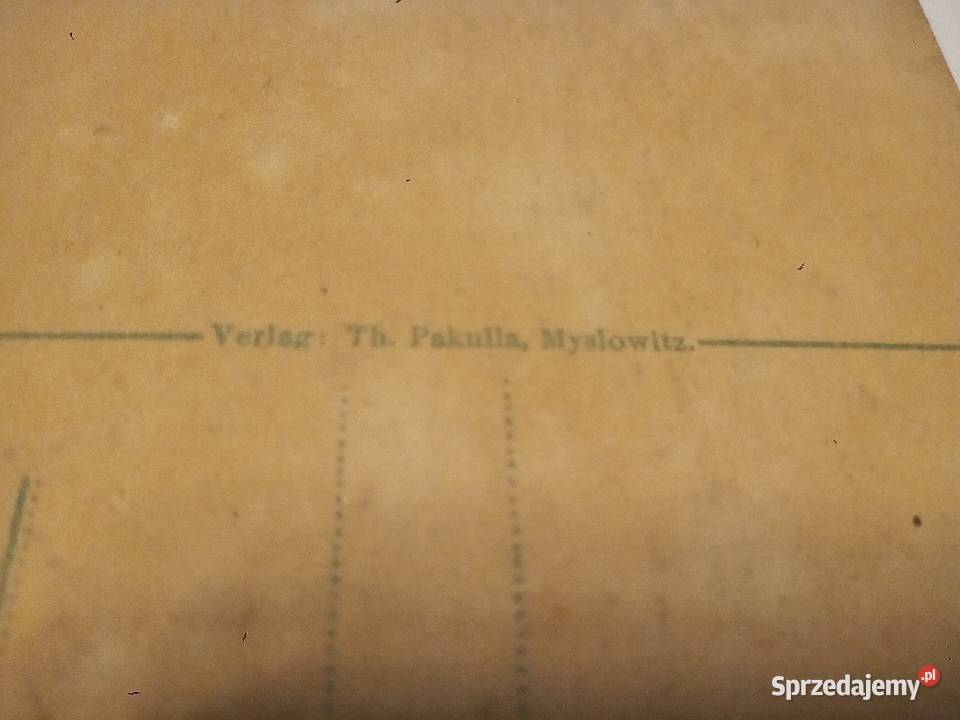 Verlag: Th. Pakulla, Myslowitz.
Sprzedajemy.pl